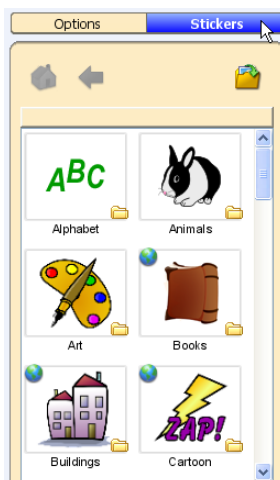 Options Stickers
ABC
Alphabet Animals
Art Books
ZAP!
Buildings Cartoon